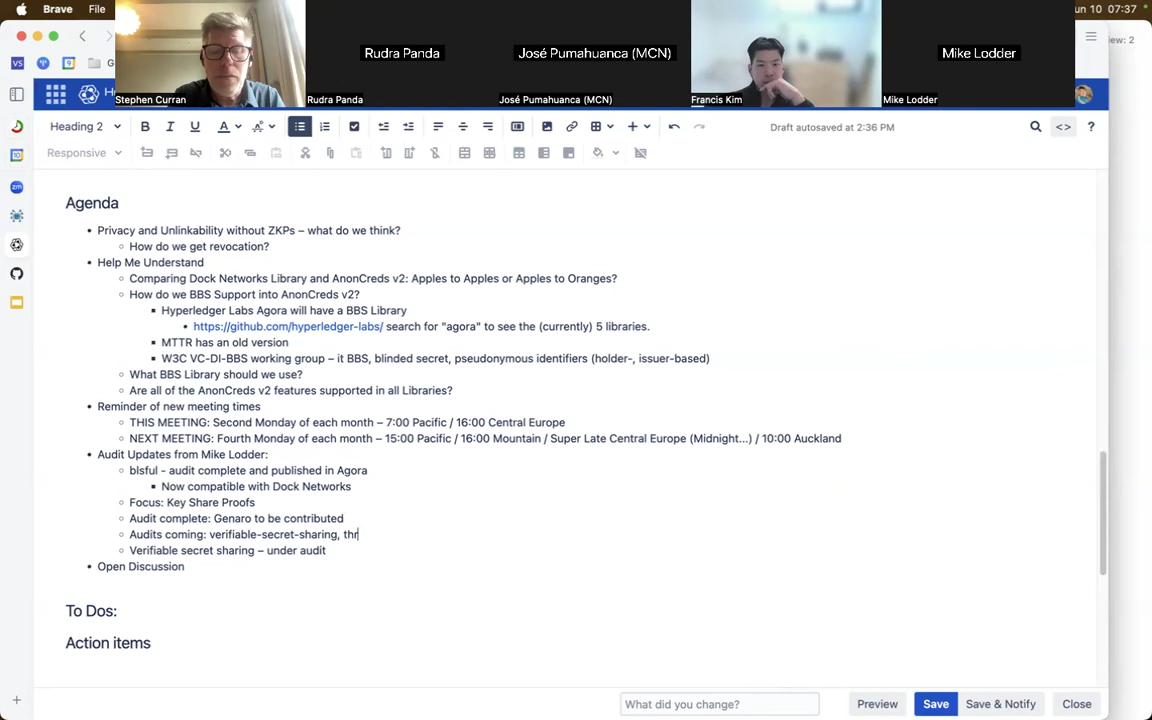 Brave File
un 10 07:37
Rudra Panda
José Pumahuanca (MCN)
Mike Lodder
iew: 2
Stephen Curran
Rudra Panda
José Pumahuanca (MCN)
Francis Kim
Mike Lodder
Heading 2
Draft autosaved at 2:36 PM
Responsive
Agenda
• Privacy and Unlinkability without ZKPs – what do we think?
How do we get revocation?
• Help Me Understand
Comparing Dock Networks Library and AnonCreds v2: Apples to Apples or Apples to Oranges?
How do we BBS Support into AnonCreds v2?
Hyperledger Labs Agora will have a BBS Library
https://github.com/hyperledger-labs/ search for "agora" to see the (currently) 5 libraries.
MTTR has an old version
W3C VC-DI-BBS working group – it BBS, blinded secret, pseudonymous identifiers (holder-, issuer-based)
What BBS Library should we use?
Are all of the AnonCreds v2 features supported in all Libraries?
• Reminder of new meeting times
THIS MEETING: Second Monday of each month – 7:00 Pacific / 16:00 Central Europe
NEXT MEETING: Fourth Monday of each month – 15:00 Pacific / 16:00 Mountain / Super Late Central Europe (Midnight...) / 10:00 Auckland
• Audit Updates from Mike Lodder:
blsful - audit complete and published in Agora
Now compatible with Dock Networks
Focus: Key Share Proofs
Audit complete: Genaro to be contributed
Audits coming: verifiable-secret-sharing, thr
Verifiable secret sharing – under audit
• Open Discussion
To Dos:
Action items
What did you change?
Preview
Save
Save & Notify
Close